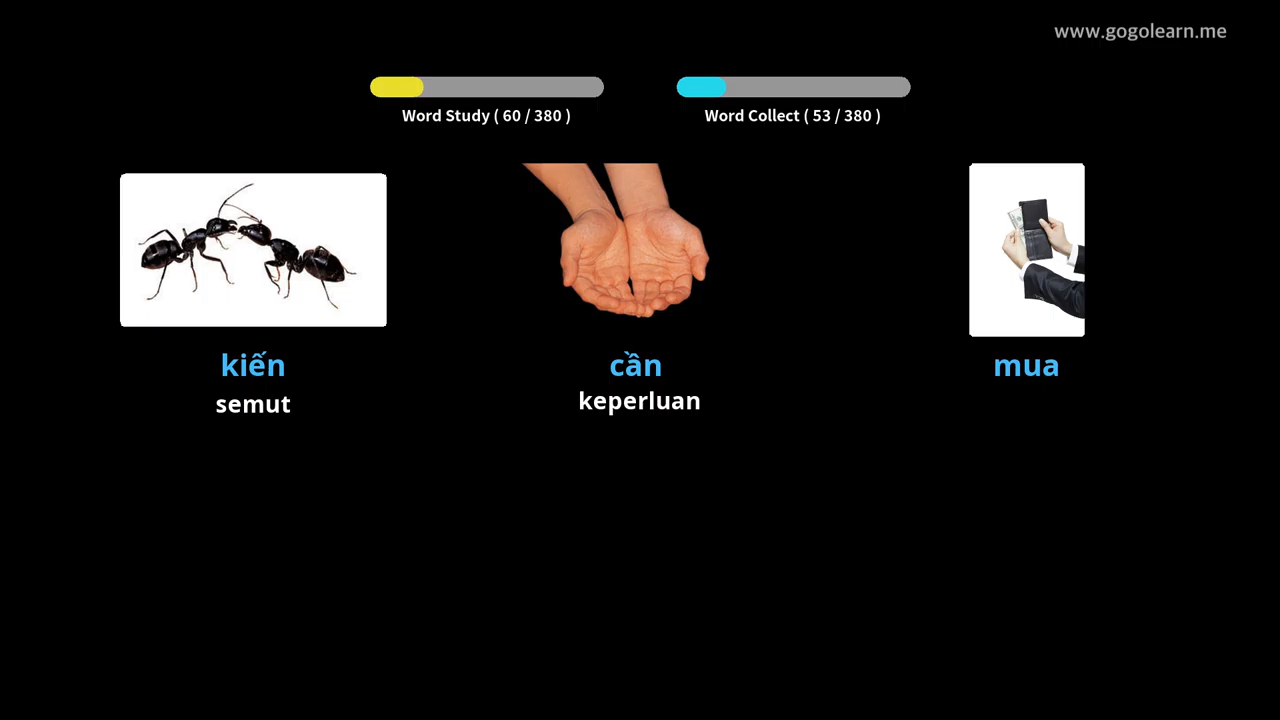 www.gogolearn.me
Word Study ( 60 / 380 )
Word Collect ( 53 / 380 )
kiến
cần
mua
semut
keperluan